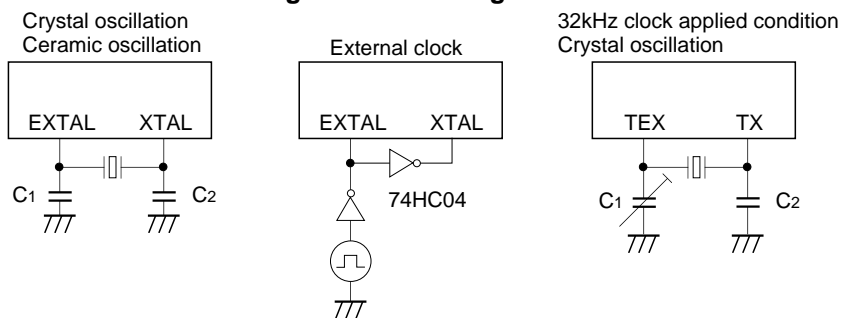 Crystal oscillation
Ceramic oscillation
EXTAL XTAL
C1 C2
External clock
EXTAL XTAL
74HC04
32kHz clock applied condition
Crystal oscillation
TEX TX
C1 C2